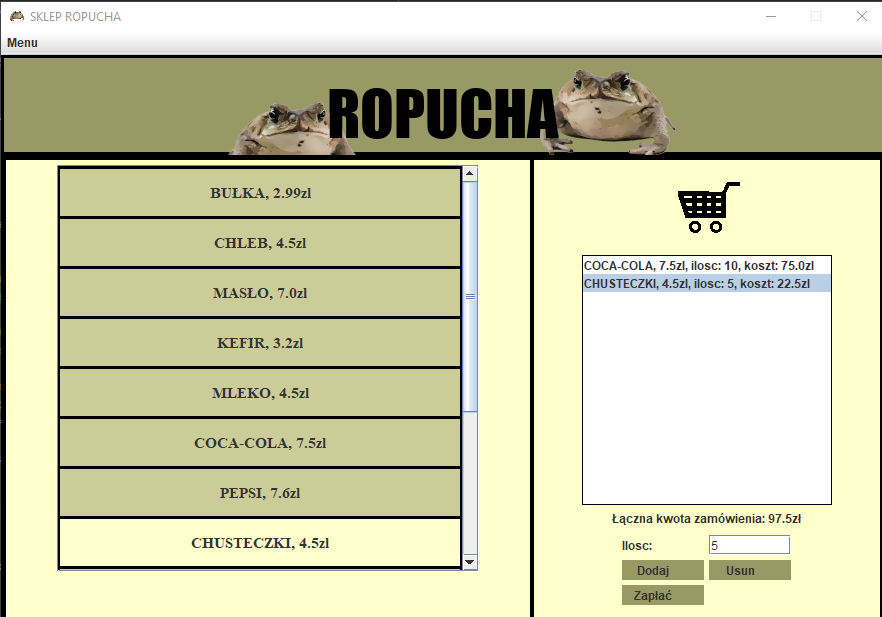 SKLEP ROPUCHA
Menu
ROPUCHA
BUŁKA, 2.99zl
CHLEB, 4.5zl
MASŁO, 7.0zl
KEFIR, 3.2zl
MLEKO, 4.5zl
COCA-COLA, 7.5zl
PEPSI, 7.6zl
CHUSTECZKI, 4.5zl
COCA-COLA, 7.5zl, ilosc: 10, koszt: 75.0zl
CHUSTECZKI, 4.5zl, ilosc: 5, koszt: 22.5zl
Łączna kwota zamówienia: 97.5zł
Ilosc: 5
Dodaj Usun
Zapłać